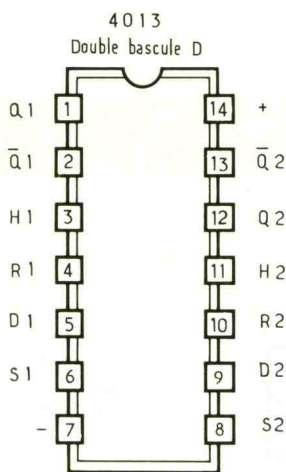 4013
Double bascule D
Q1 1 14 +
Q̅1 2 13 Q̅2
H1 3 12 Q2
R1 4 11 H2
D1 5 10 R2
S1 6 9 D2
- 7 8 S2